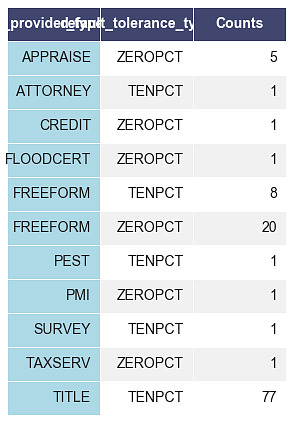 Counts
APPRAISE ZEROPCT 5
ATTORNEY TENPCT 1
CREDIT ZEROPCT 1
FLOODCERT ZEROPCT 1
FREEFORM TENPCT 8
FREEFORM ZEROPCT 20
PEST TENPCT 1
PMI ZEROPCT 1
SURVEY TENPCT 1
TAXSERV ZEROPCT 1
TITLE TENPCT 77